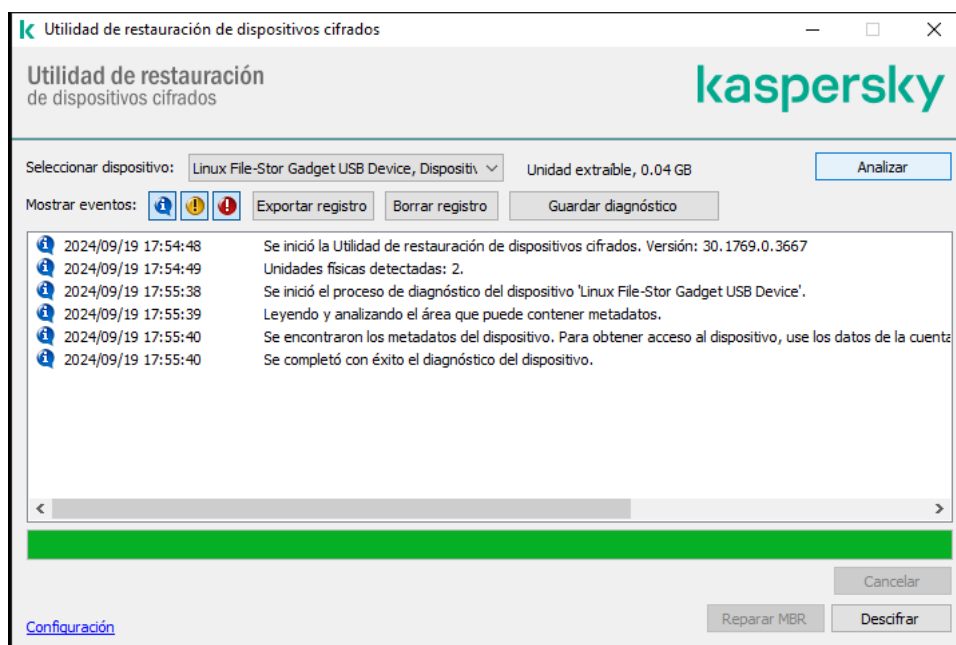 Utilidad de restauración de dispositivos cifrados
Utilidad de restauración
de dispositivos cifrados
kaspersky
Seleccionar dispositivo: Linux File-Stor Gadget USB Device, Dispositiv Unidad extraíble, 0.04 GB Analizar
Mostrar eventos: Exportar registro Borrar registro Guardar diagnóstico
2024/09/19 17:54:48 Se inició la Utilidad de restauración de dispositivos cifrados. Versión: 30.1769.0.3667
2024/09/19 17:54:49 Unidades físicas detectadas: 2.
2024/09/19 17:55:38 Se inició el proceso de diagnóstico del dispositivo 'Linux File-Stor Gadget USB Device'.
2024/09/19 17:55:39 Leyendo y analizando el área que puede contener metadatos.
2024/09/19 17:55:40 Se encontraron los metadatos del dispositivo. Para obtener acceso al dispositivo, use los datos de la cuenta
2024/09/19 17:55:40 Se completó con éxito el diagnóstico del dispositivo.
Cancelar
Configuración Reparar MBR Descifrar